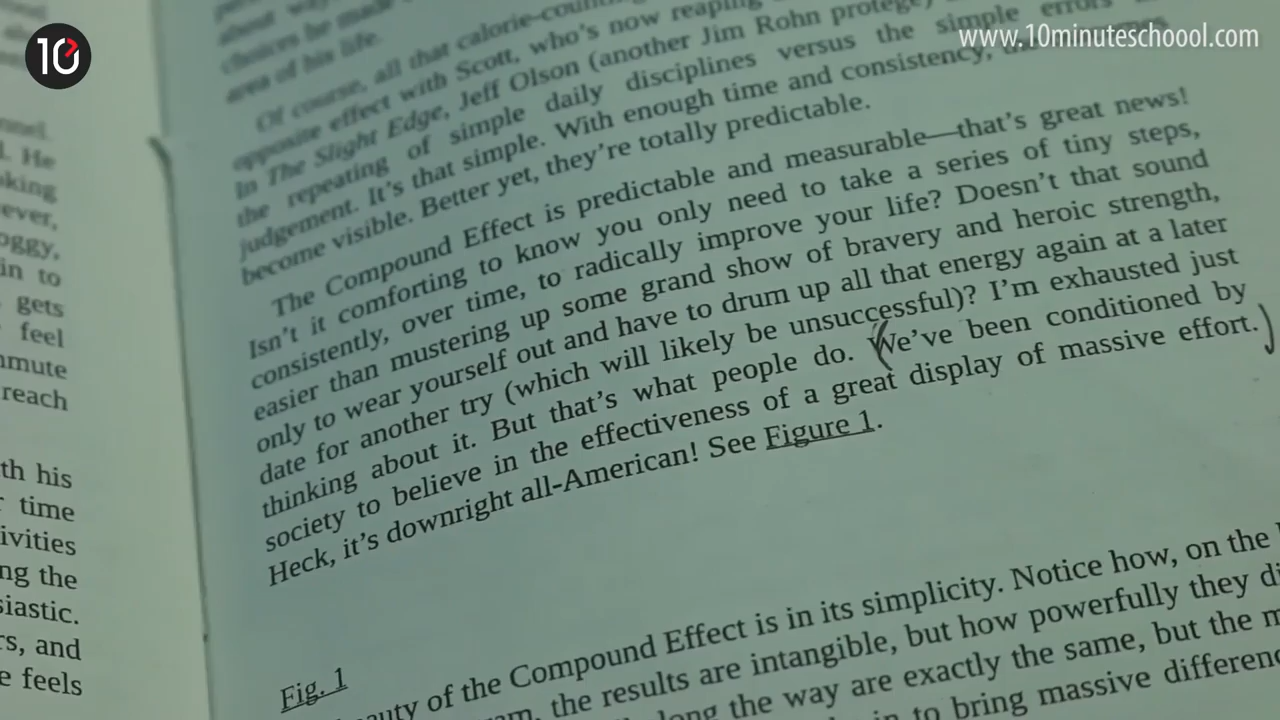 10
www.10minuteschoool.com
area of his life.
Of course, all that
opposite effect with Scott, who's now reaping
In The Slight Edge, Jeff Olson (another Jim Rohn protégé)
the repeating of simple daily disciplines versus the simple errors
judgement. It's that simple. With enough time and consistency,
become visible. Better yet, they're totally predictable.
The Compound Effect is predictable and measurable—that's great news!
Isn't it comforting to know you only need to take a series of tiny steps,
consistently, over time, to radically improve your life? Doesn't that sound
easier than mustering up some grand show of bravery and heroic strength,
only to wear yourself out and have to drum up all that energy again at a later
date for another try (which will likely be unsuccessful)? I'm exhausted just
thinking about it. But that's what people do. (We've been conditioned by
society to believe in the effectiveness of a great display of massive effort.)
Heck, it's downright all-American! See Figure 1.
Fig. 1
of the Compound Effect is in its simplicity. Notice how, on the
the results are intangible, but how powerfully they
the way are exactly the same, but the
to bring massive
He
ever,
in to
gets
feel
reach
th his
time
ivities
ng the
siastic.
rs, and
e feels